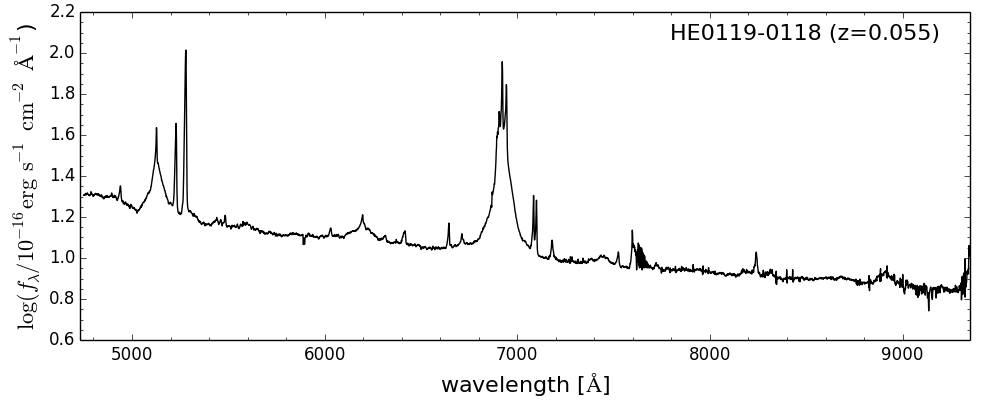 HE0119-0118 (z=0.055)
log(f_λ/10⁻¹⁶ erg s⁻¹ cm⁻² Å⁻¹)
2.2
2.0
1.8
1.6
1.4
1.2
1.0
0.8
0.6
5000 6000 7000 8000 9000
wavelength [Å]